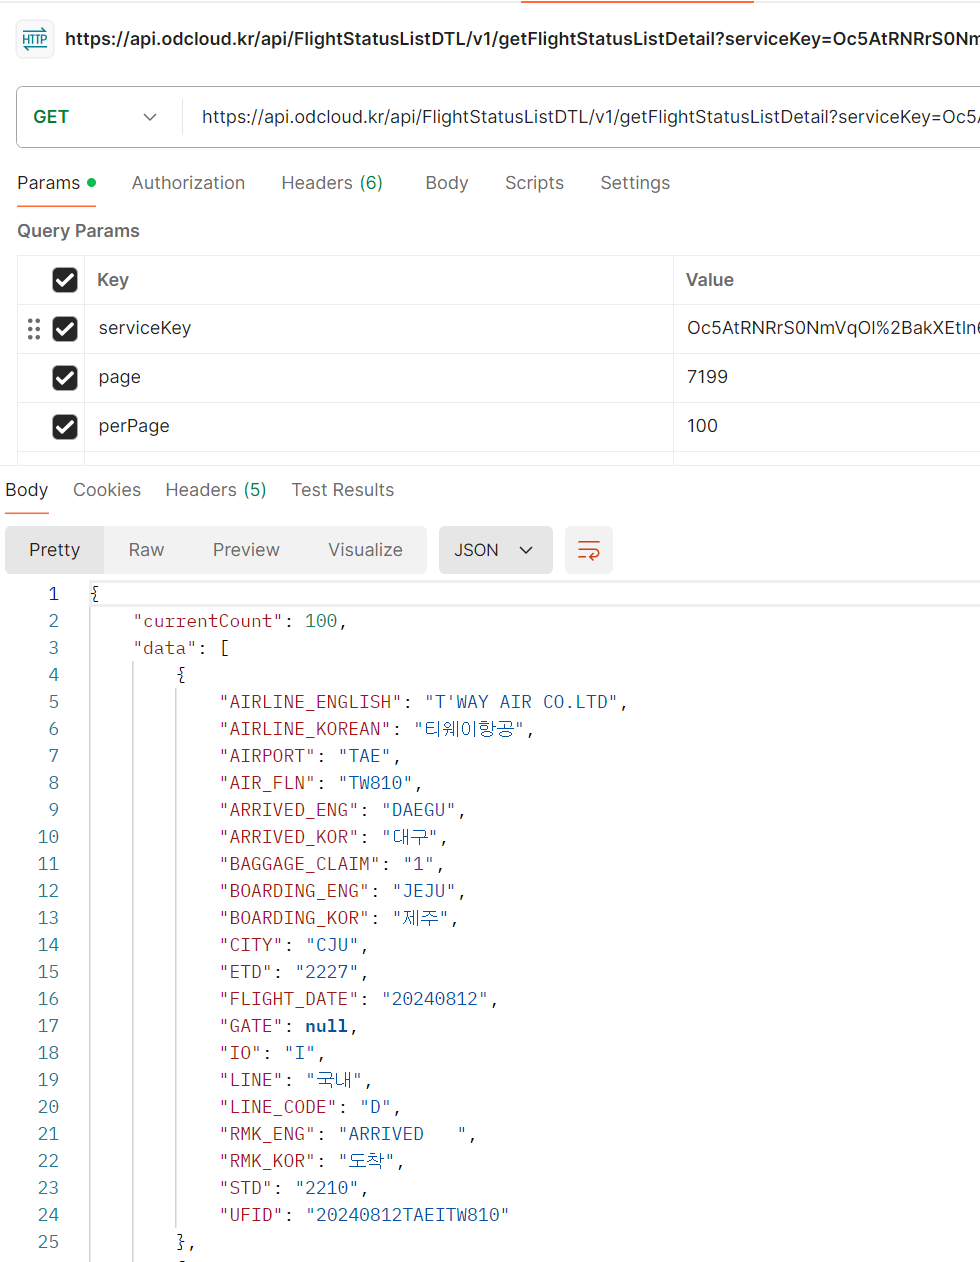 HTTP https://api.odcloud.kr/api/FlightStatusListDTL/v1/getFlightStatusListDetail?serviceKey=Oc5AtRNRrS0Nm
GET https://api.odcloud.kr/api/FlightStatusListDTL/v1/getFlightStatusListDetail?serviceKey=Oc5
Params Authorization Headers (6) Body Scripts Settings
Query Params
Key Value
serviceKey Oc5AtRNRrS0NmVqOl%2BakXEtln6
page 7199
perPage 100
Body Cookies Headers (5) Test Results
Pretty Raw Preview Visualize JSON
1 {
2 "currentCount": 100,
3 "data": [
4 {
5 "AIRLINE_ENGLISH": "T'WAY AIR CO.LTD",
6 "AIRLINE_KOREAN": "티웨이항공",
7 "AIRPORT": "TAE",
8 "AIR_FLN": "TW810",
9 "ARRIVED_ENG": "DAEGU",
10 "ARRIVED_KOR": "대구",
11 "BAGGAGE_CLAIM": "1",
12 "BOARDING_ENG": "JEJU",
13 "BOARDING_KOR": "제주",
14 "CITY": "CJU",
15 "ETD": "2227",
16 "FLIGHT_DATE": "20240812",
17 "GATE": null,
18 "IO": "I",
19 "LINE": "국내",
20 "LINE_CODE": "D",
21 "RMK_ENG": "ARRIVED   ",
22 "RMK_KOR": "도착",
23 "STD": "2210",
24 "UFID": "20240812TAEITW810"
25 },